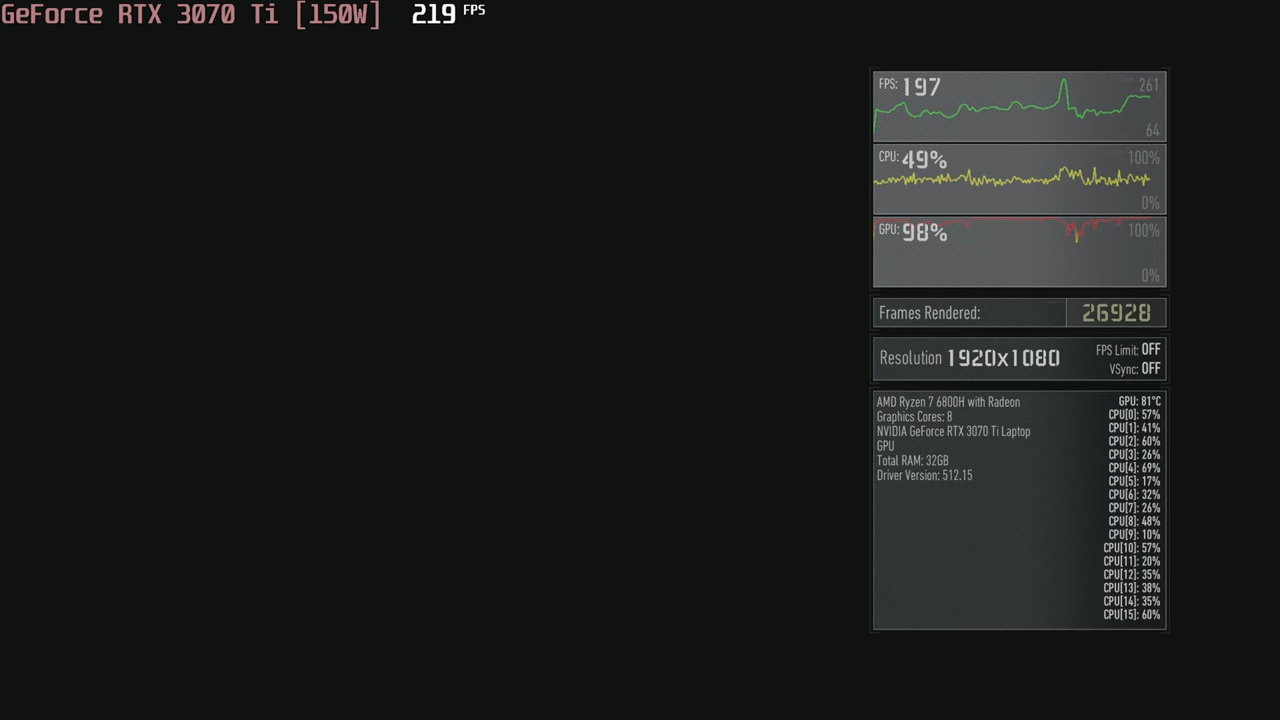 GeForce RTX 3070 Ti [150W] 219 FPS
FPS: 197 261
64
CPU: 49% 100%
0%
GPU: 98% 100%
0%
Frames Rendered: 26928
Resolution 1920x1080
FPS Limit: OFF
VSync: OFF
AMD Ryzen 7 6800H with Radeon
Graphics Cores: 8
NVIDIA GeForce RTX 3070 Ti Laptop
GPU
Total RAM: 32GB
Driver Version: 512.15
GPU: 81°C
CPU[0]: 57%
CPU[1]: 41%
CPU[2]: 60%
CPU[3]: 26%
CPU[4]: 69%
CPU[5]: 17%
CPU[6]: 32%
CPU[7]: 26%
CPU[8]: 48%
CPU[9]: 10%
CPU[10]: 57%
CPU[11]: 20%
CPU[12]: 35%
CPU[13]: 38%
CPU[14]: 35%
CPU[15]: 60%